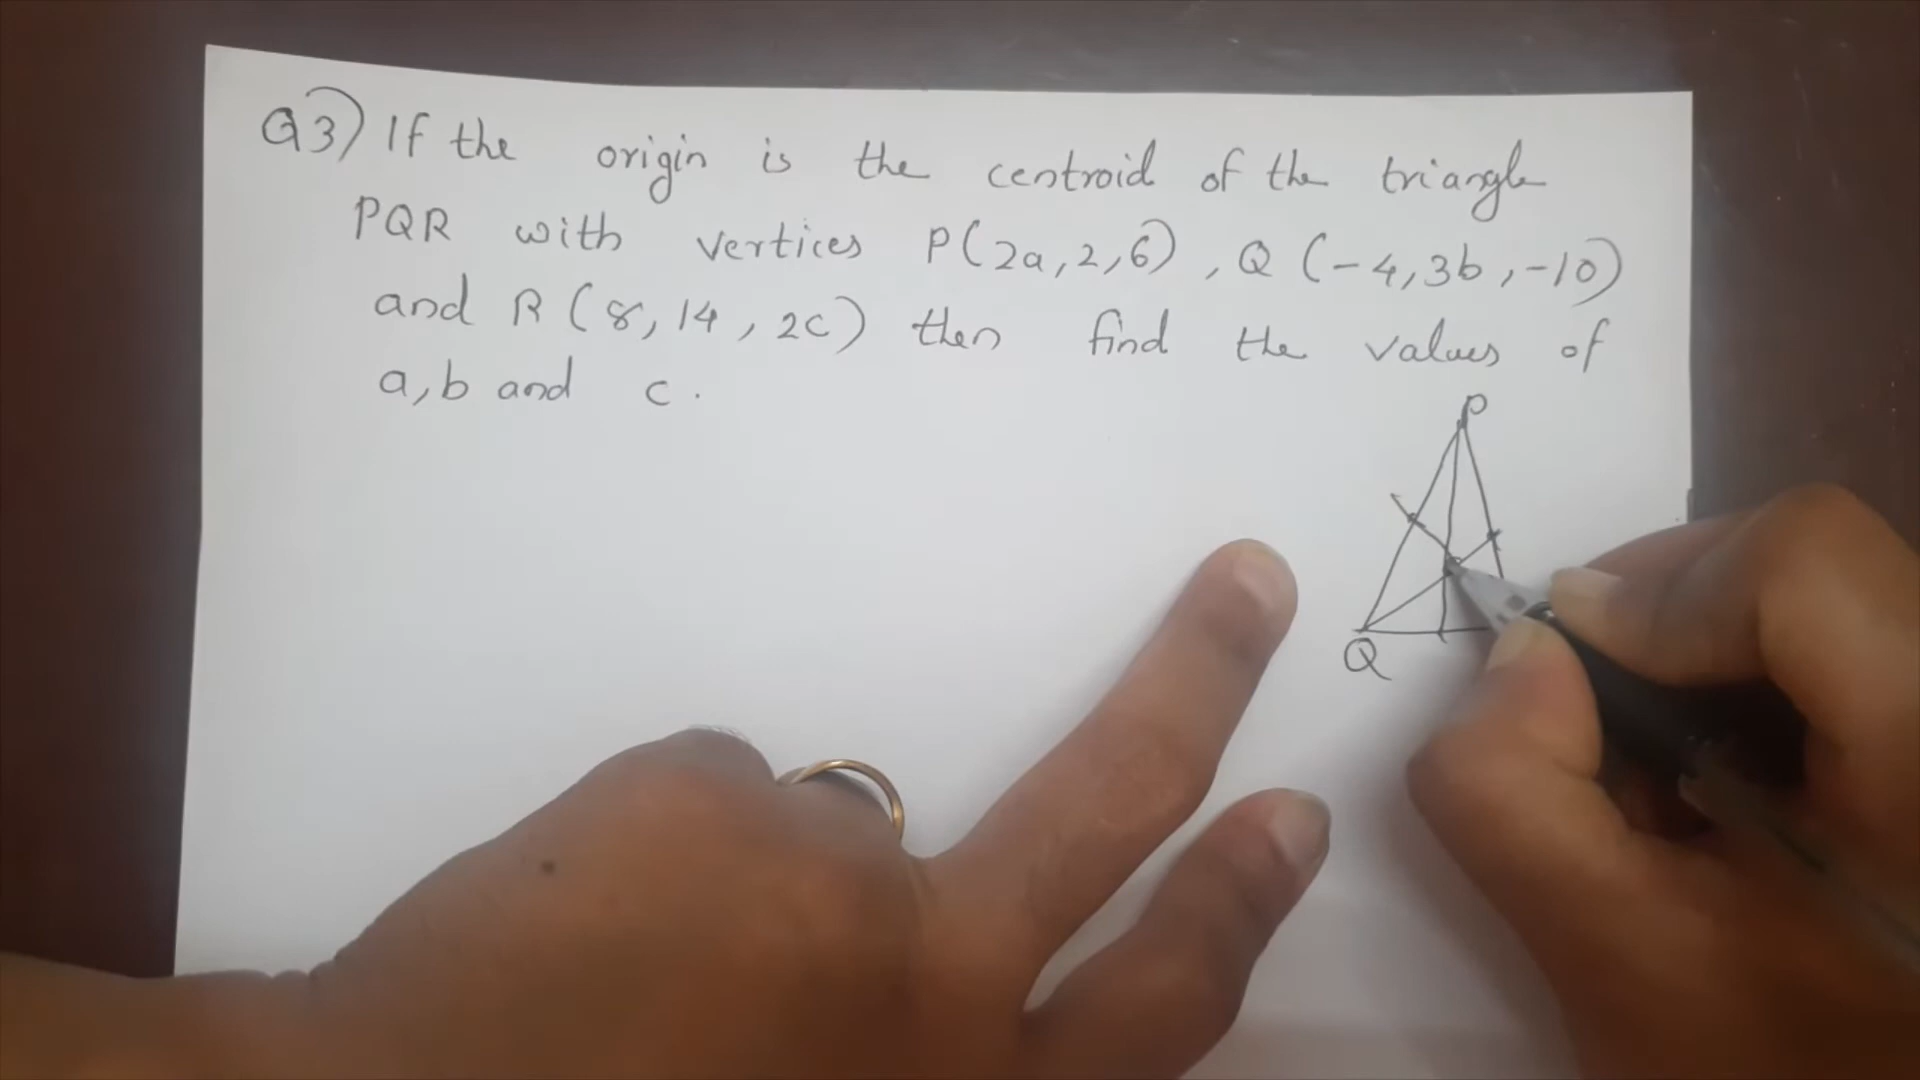 Q3) If the origin is the centroid of the triangle
PQR with vertices P(2a,2,6), Q (-4,3b,-10)
and R (8,14,2c) then find the values of
a,b and c.
P
Q